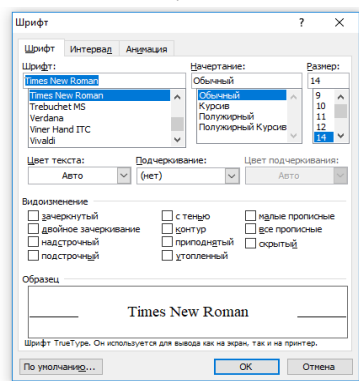 Шрифт ? ×
Шрифт Интервал Анимация
Шрифт: Начертание: Размер:
Times New Roman Обычный 14
Times New Roman Обычный 9
Trebuchet MS Курсив 10
Verdana Полужирный 11
Viner Hand ITC Полужирный Курсив 12
Vivaldi 14
Цвет текста: Подчеркивание: Цвет подчеркивания:
Авто (нет) Авто
Видоизменение
зачеркнутый с тенью малые прописные
двойное зачеркивание контур все прописные
надстрочный приподнятый скрытый
подстрочный утопленный
Образец
Times New Roman
Шрифт TrueType. Он используется для вывода как на экран, так и на принтер.
По умолчанию... ОК Отмена